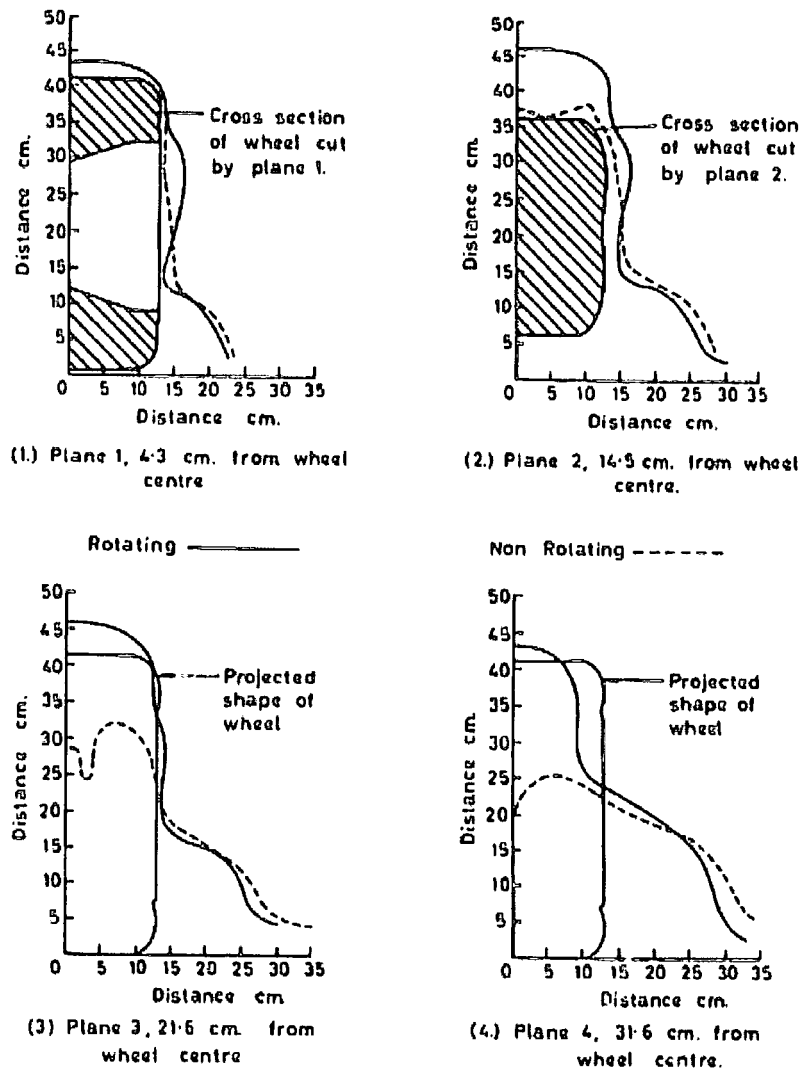 50
45
40
35
30
25
20
15
10
5
0 5 10 15 20 25 30 35
Distance cm.
Distance cm.
Cross section
of wheel cut
by plane 1.
(1.) Plane 1, 4·3 cm. from wheel
centre
50
45
40
35
30
25
20
15
10
5
0 5 10 15 20 25 30 35
Distance cm.
Distance cm.
Cross section
of wheel cut
by plane 2.
(2.) Plane 2, 14·5 cm. from wheel
centre.
Rotating
Non Rotating
50
45
40
35
30
25
20
15
10
5
0 5 10 15 20 25 30 35
Distance cm.
Distance cm
Projected
shape of
wheel
(3) Plane 3, 21·6 cm. from
wheel centre
50
45
40
35
30
25
20
15
10
5
0 5 10 15 20 25 30 35
Distance cm.
Distance cm.
Projected
shape of
wheel
(4.) Plane 4, 31·6 cm. from
wheel centre.